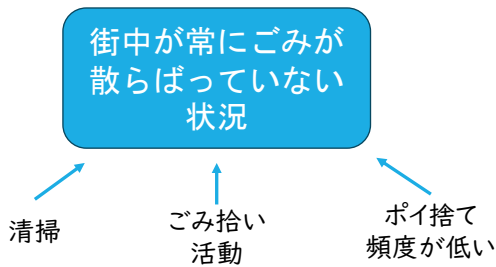 街中が常にごみが
散らばっていない
状況
清掃
ごみ拾い
活動
ポイ捨て
頻度が低い